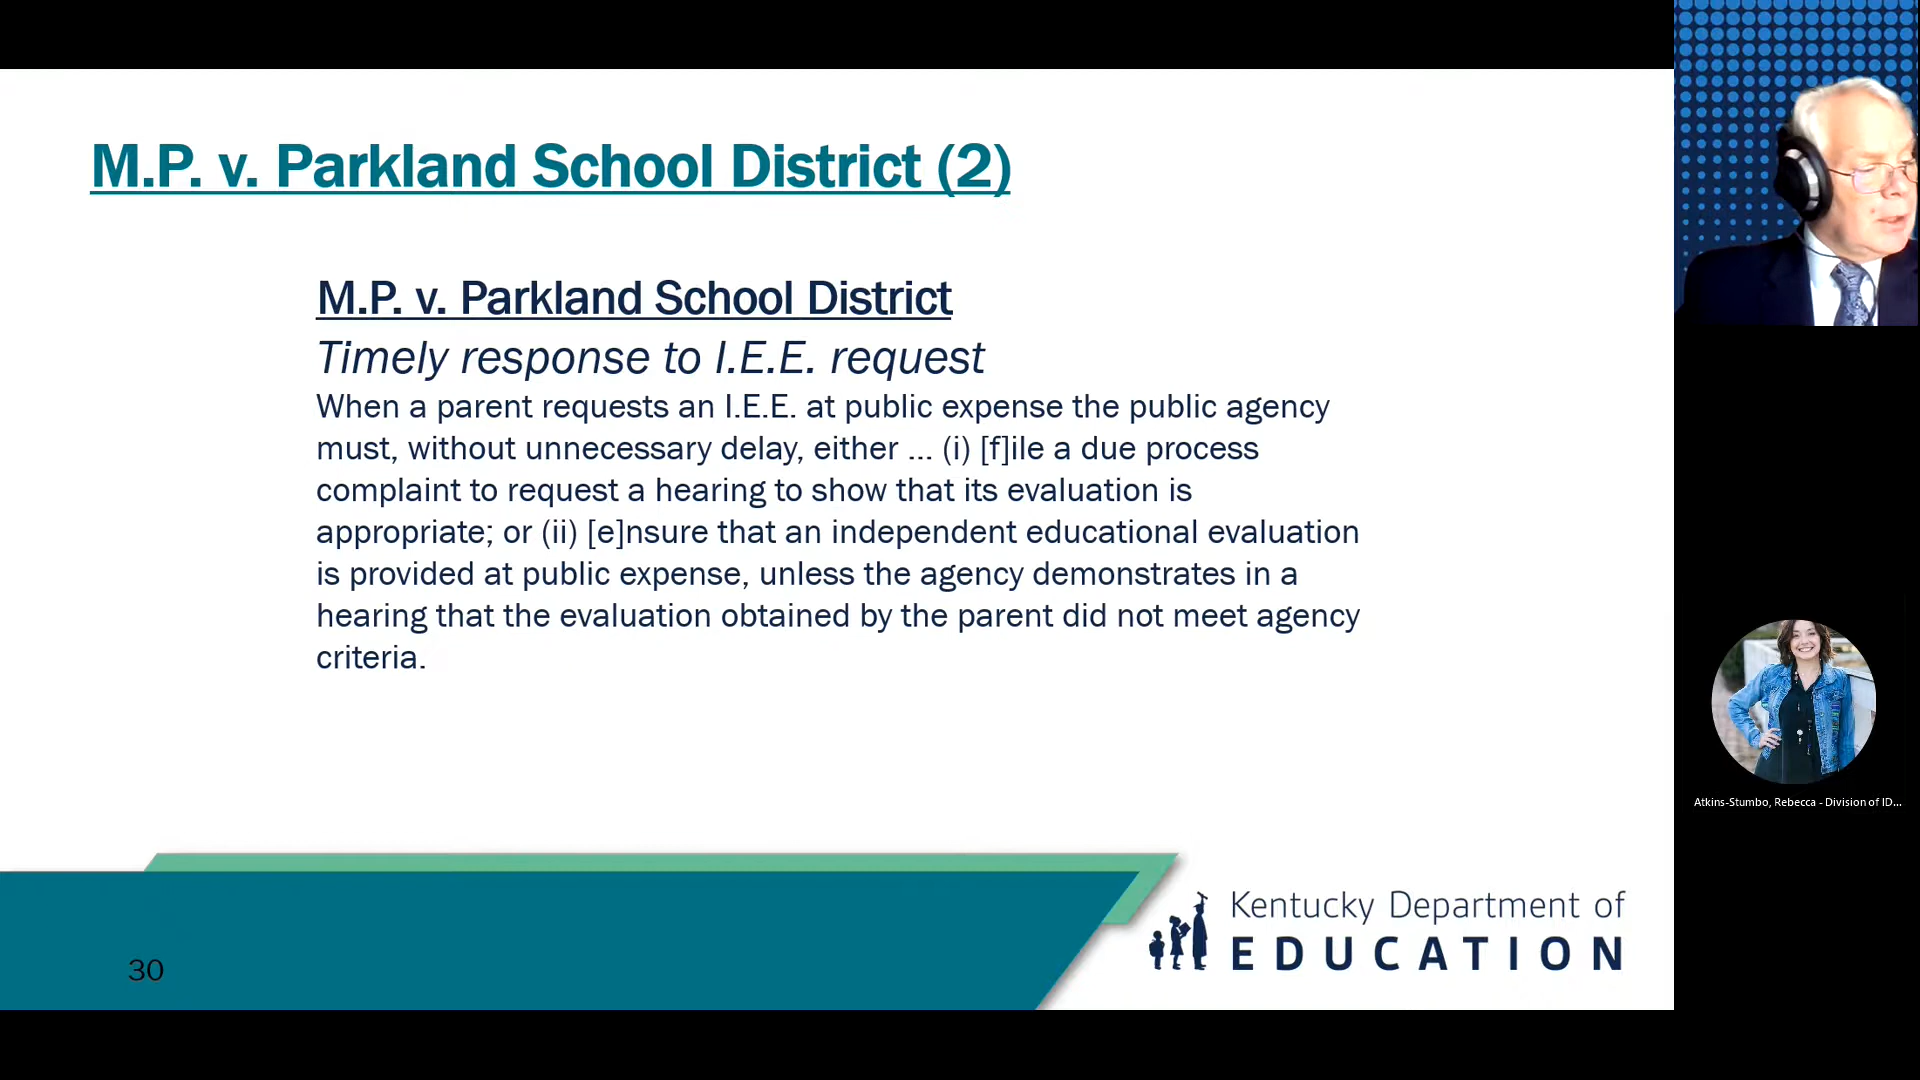 M.P. v. Parkland School District (2)
M.P. v. Parkland School District
Timely response to I.E.E. request
When a parent requests an I.E.E. at public expense the public agency
must, without unnecessary delay, either ... (i) [f]ile a due process
complaint to request a hearing to show that its evaluation is
appropriate; or (ii) [e]nsure that an independent educational evaluation
is provided at public expense, unless the agency demonstrates in a
hearing that the evaluation obtained by the parent did not meet agency
criteria.
30
Kentucky Department of
EDUCATION
Atkins-Stumbo, Rebecca - Division of ID...